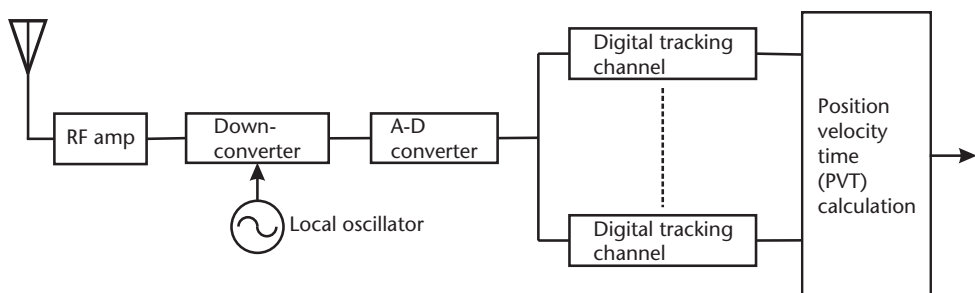 RF amp
Down-
converter
Local oscillator
A-D
converter
Digital tracking
channel
Digital tracking
channel
Position
velocity
time
(PVT)
calculation